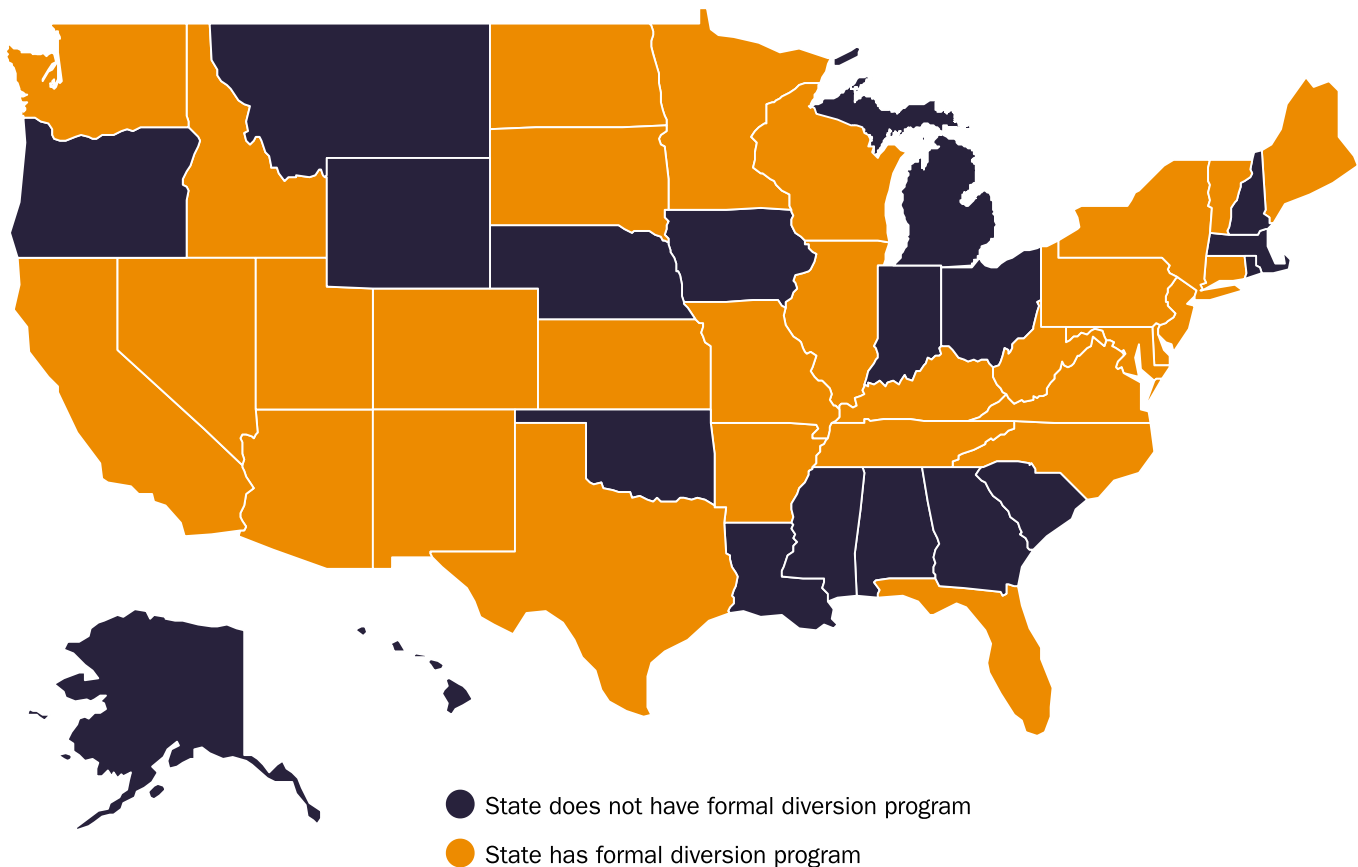 State does not have formal diversion program
State has formal diversion program